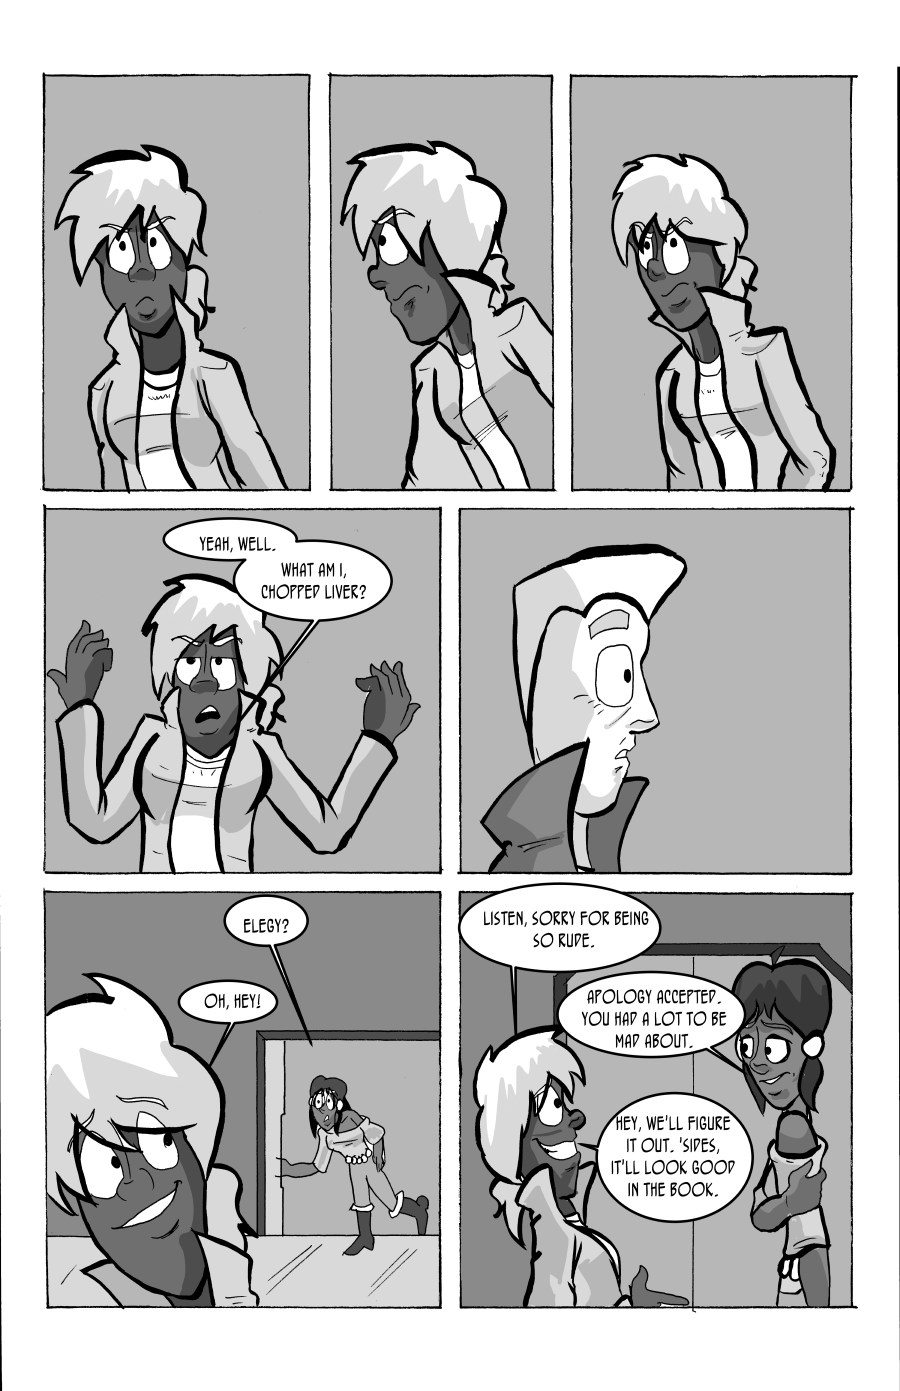 YEAH, WELL.
WHAT AM I,
CHOPPED LIVER?
ELEGY?
OH, HEY!
LISTEN, SORRY FOR BEING
SO RUDE.
APOLOGY ACCEPTED.
YOU HAD A LOT TO BE
MAD ABOUT.
HEY, WE'LL FIGURE
IT OUT. 'SIDES,
IT'LL LOOK GOOD
IN THE BOOK.